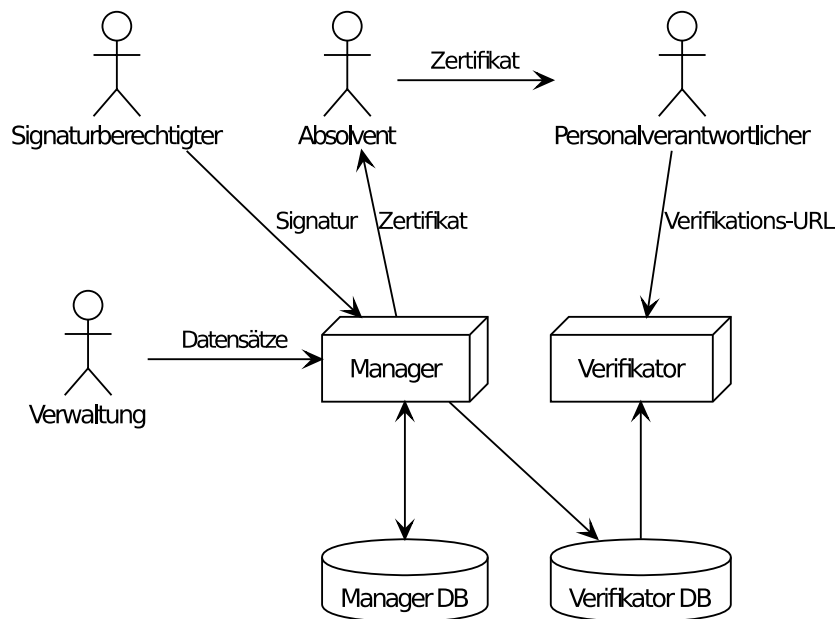 Zertifikat
Signaturberechtigter
Absolvent
Personalverantwortlicher
Signatur
Zertifikat
Verifikations-URL
Datensätze
Manager
Verifikator
Verwaltung
Manager DB
Verifikator DB